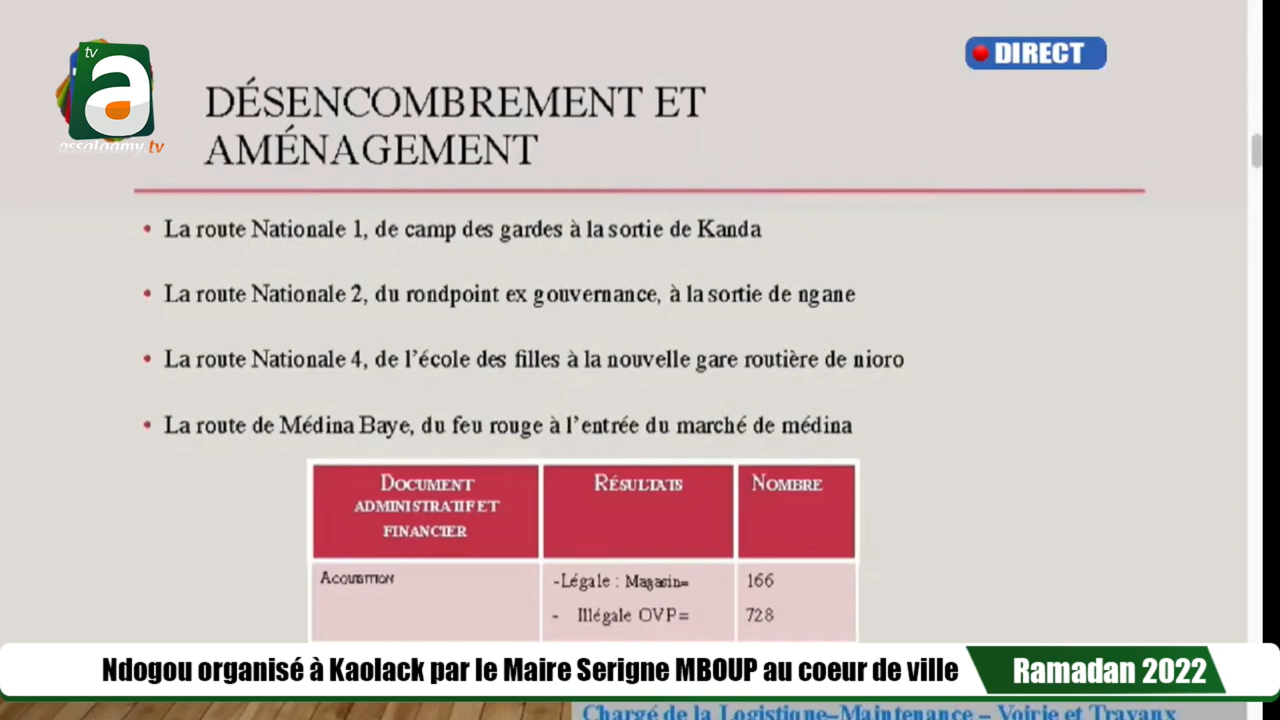 tv
a
assalaamy.tv
DIRECT
DÉSENCOMBREMENT ET
AMÉNAGEMENT
• La route Nationale 1, de camp des gardes à la sortie de Kanda
• La route Nationale 2, du rondpoint ex gouvernance, à la sortie de ngane
• La route Nationale 4, de l'école des filles à la nouvelle gare routière de nioro
• La route de Médina Baye, du feu rouge à l'entrée du marché de médina
DOCUMENT
ADMINISTRATIF ET
FINANCIER
RÉSULTATS
NOMBRE
ACQUISITION
-Légale : Magasin=
166
- Illégale OVP=
728
Ndogou organisé à Kaolack par le Maire Serigne MBOUP au coeur de ville
Ramadan 2022
Chargé de la Logistique–Maintenance – Voirie et Travaux